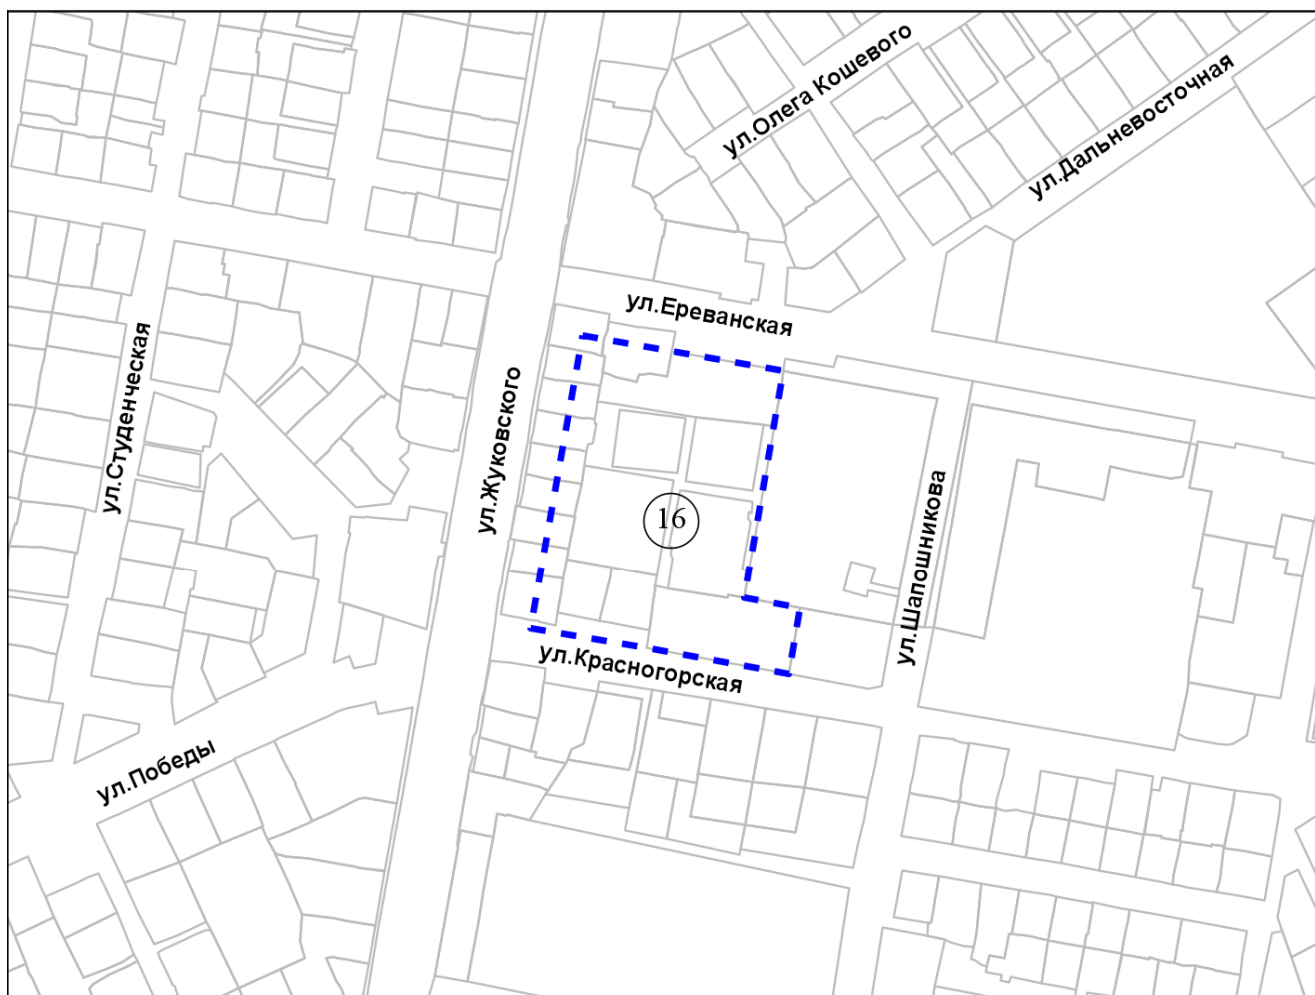 ул.Олега Кошевого
ул.Дальневосточная
ул.Ереванская
ул.Студенческая
ул.Жуковского
16
ул.Шапошникова
ул.Красногорская
ул.Победы